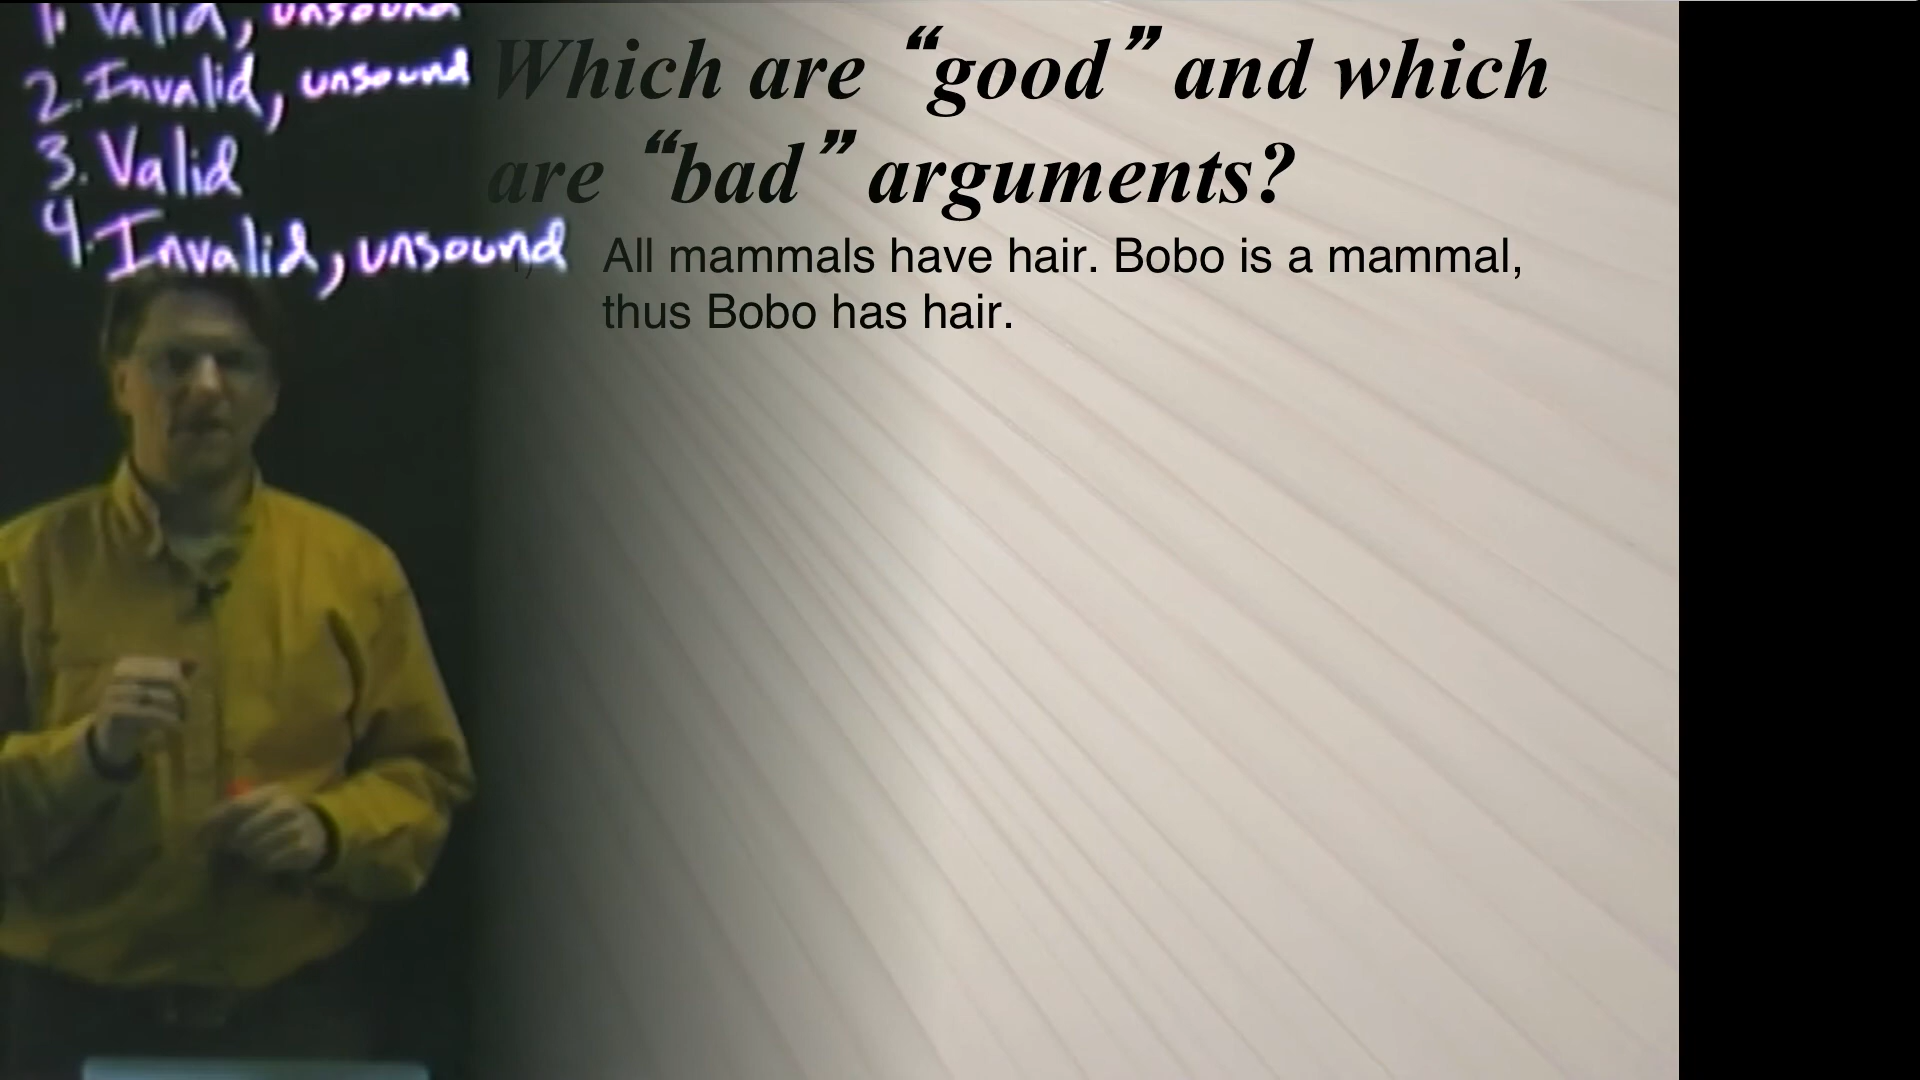 1. Valid, unsound
2. Invalid, unsound
3. Valid
4. Invalid, unsound
Which are “good” and which
are “bad” arguments?
All mammals have hair. Bobo is a mammal,
thus Bobo has hair.